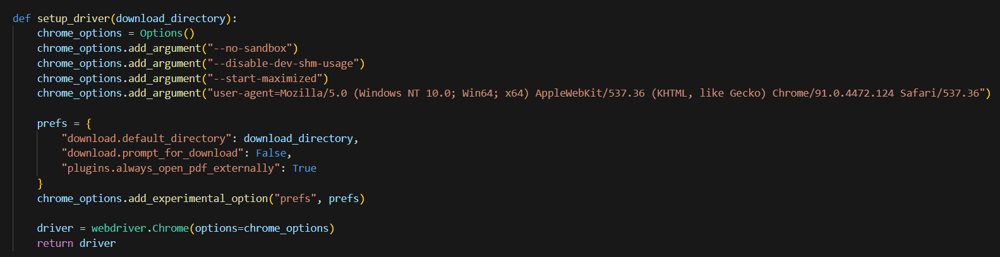 def setup_driver(download_directory):
    chrome_options = Options()
    chrome_options.add_argument("--no-sandbox")
    chrome_options.add_argument("--disable-dev-shm-usage")
    chrome_options.add_argument("--start-maximized")
    chrome_options.add_argument("user-agent=Mozilla/5.0 (Windows NT 10.0; Win64; x64) AppleWebKit/537.36 (KHTML, like Gecko) Chrome/91.0.4472.124 Safari/537.36")

    prefs = {
        "download.default_directory": download_directory,
        "download.prompt_for_download": False,
        "plugins.always_open_pdf_externally": True
    }
    chrome_options.add_experimental_option("prefs", prefs)

    driver = webdriver.Chrome(options=chrome_options)
    return driver